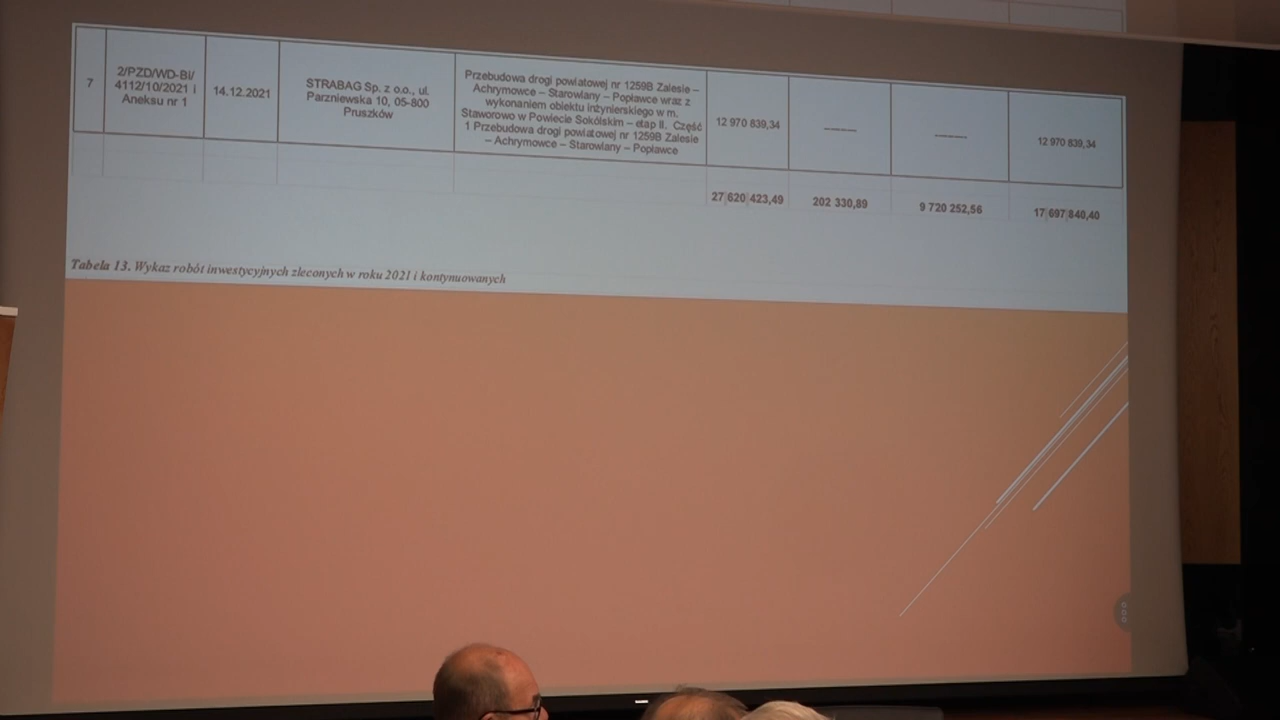 7
2/PZD/WD-BI/
4112/10/2021 i
Aneksu nr 1
14.12.2021
STRABAG Sp. z o.o., ul.
Parzniewska 10, 05-800
Pruszków
Przebudowa drogi powiatowej nr 1259B Zalesie –
Achrymowce – Starowlany – Popławce wraz z
wykonaniem obiektu inżynierskiego w m.
Staworowo w Powiecie Sokólskim – etap II. Część
1 Przebudowa drogi powiatowej nr 1259B Zalesie
– Achrymowce – Starowlany – Popławce
12 970 839,34
———
———
12 970 839,34
27 620 423,49
202 330,89
9 720 252,56
17 697 840,40
Tabela 13. Wykaz robót inwestycyjnych zleconych w roku 2021 i kontynuowanych